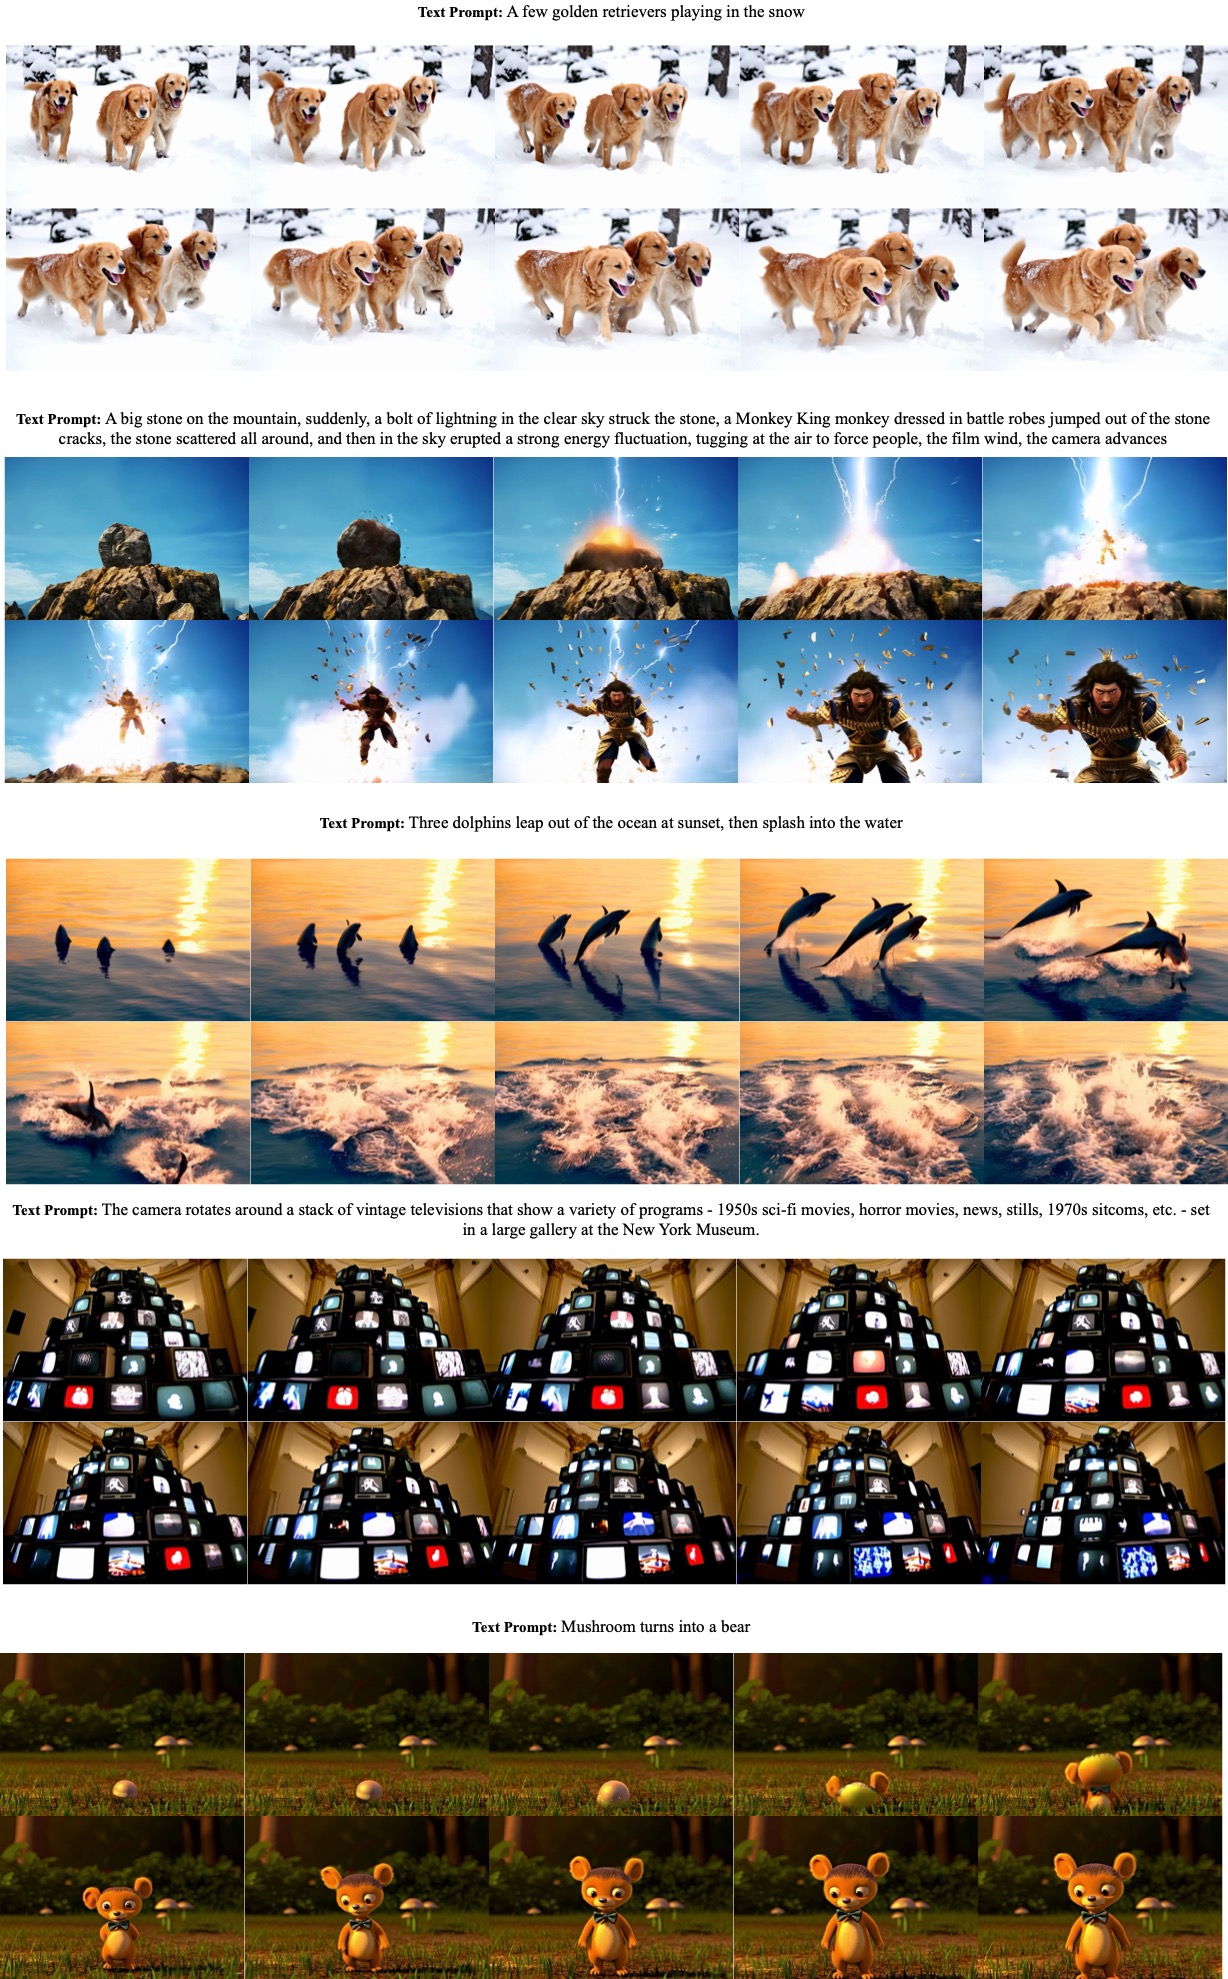 Text Prompt: A few golden retrievers playing in the snow
Text Prompt: A big stone on the mountain, suddenly, a bolt of lightning in the clear sky struck the stone, a Monkey King monkey dressed in battle robes jumped out of the stone
cracks, the stone scattered all around, and then in the sky erupted a strong energy fluctuation, tugging at the air to force people, the film wind, the camera advances
Text Prompt: Three dolphins leap out of the ocean at sunset, then splash into the water
Text Prompt: The camera rotates around a stack of vintage televisions that show a variety of programs - 1950s sci-fi movies, horror movies, news, stills, 1970s sitcoms, etc. - set
in a large gallery at the New York Museum.
Text Prompt: Mushroom turns into a bear